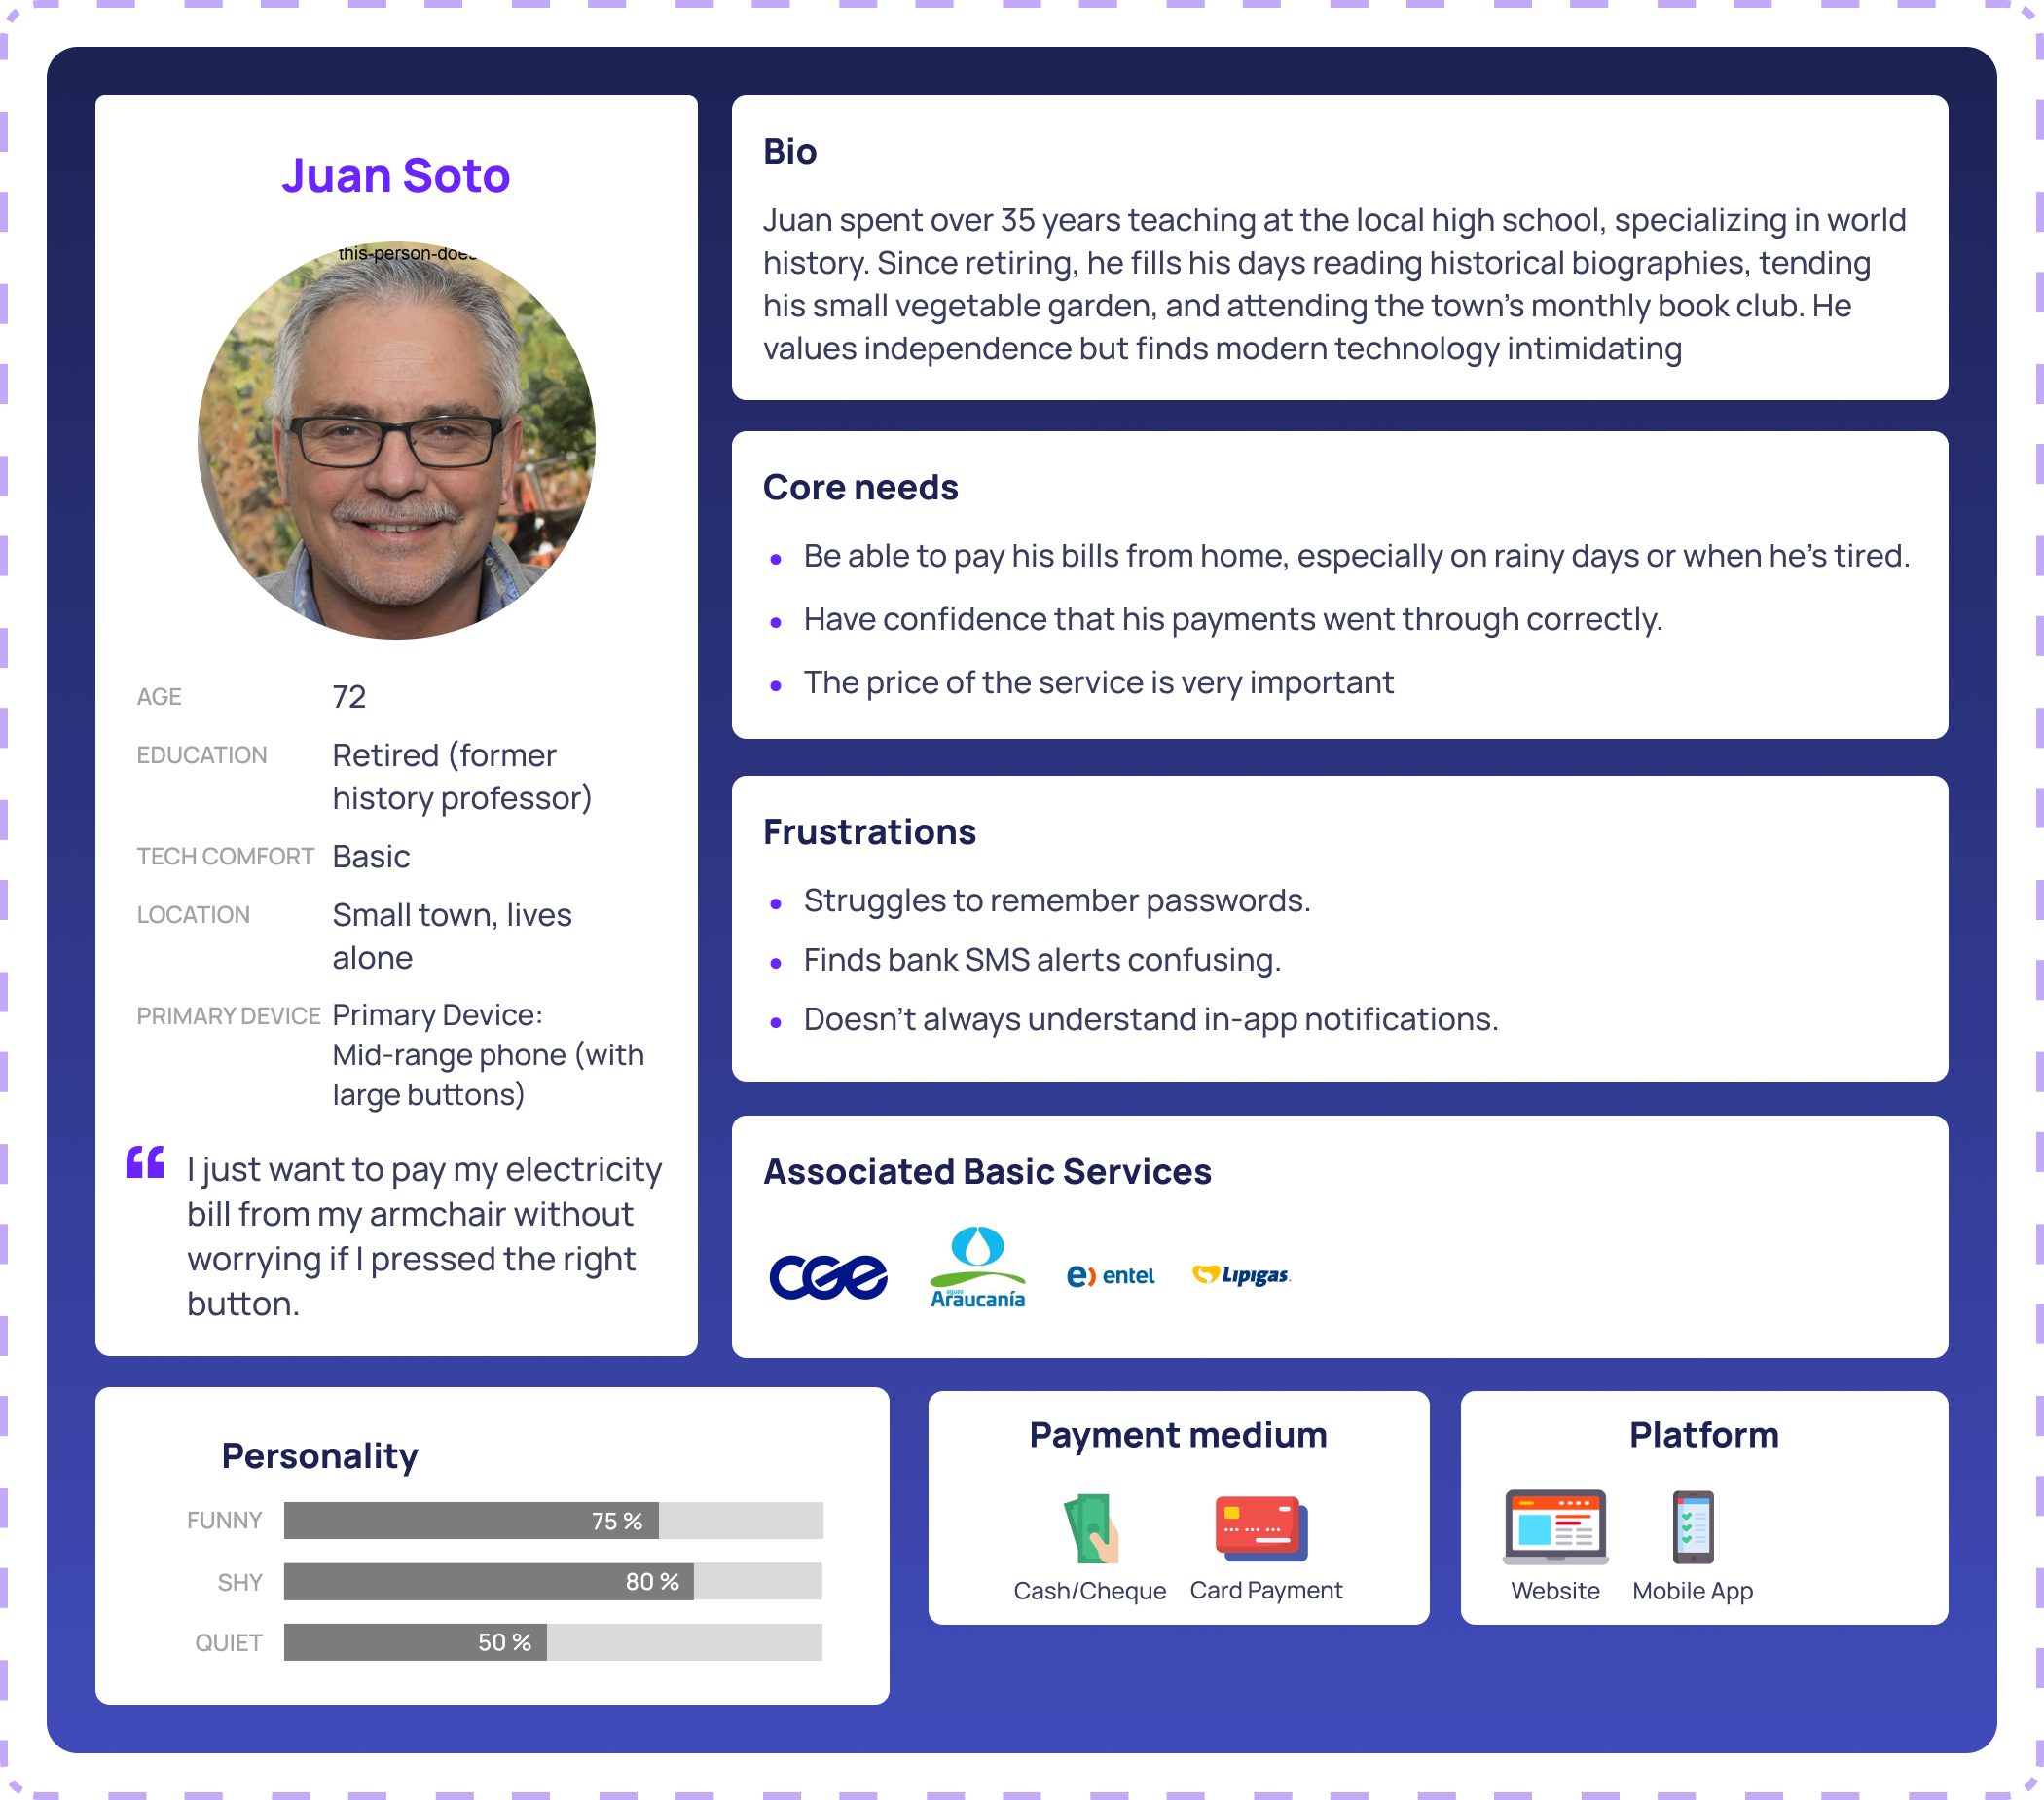 Juan Soto
this-person-does
AGE
72
EDUCATION
Retired (former
history professor)
TECH COMFORT
Basic
LOCATION
Small town, lives
alone
PRIMARY DEVICE
Primary Device:
Mid-range phone (with
large buttons)
“ I just want to pay my electricity
bill from my armchair without
worrying if I pressed the right
button.
Bio
Juan spent over 35 years teaching at the local high school, specializing in world
history. Since retiring, he fills his days reading historical biographies, tending
his small vegetable garden, and attending the town’s monthly book club. He
values independence but finds modern technology intimidating
Core needs
• Be able to pay his bills from home, especially on rainy days or when he’s tired.
• Have confidence that his payments went through correctly.
• The price of the service is very important
Frustrations
• Struggles to remember passwords.
• Finds bank SMS alerts confusing.
• Doesn’t always understand in-app notifications.
Associated Basic Services
cge
aguas
Araucanía
e) entel
Lipigas
Personality
FUNNY
75 %
SHY
80 %
QUIET
50 %
Payment medium
Cash/Cheque
Card Payment
Platform
Website
Mobile App